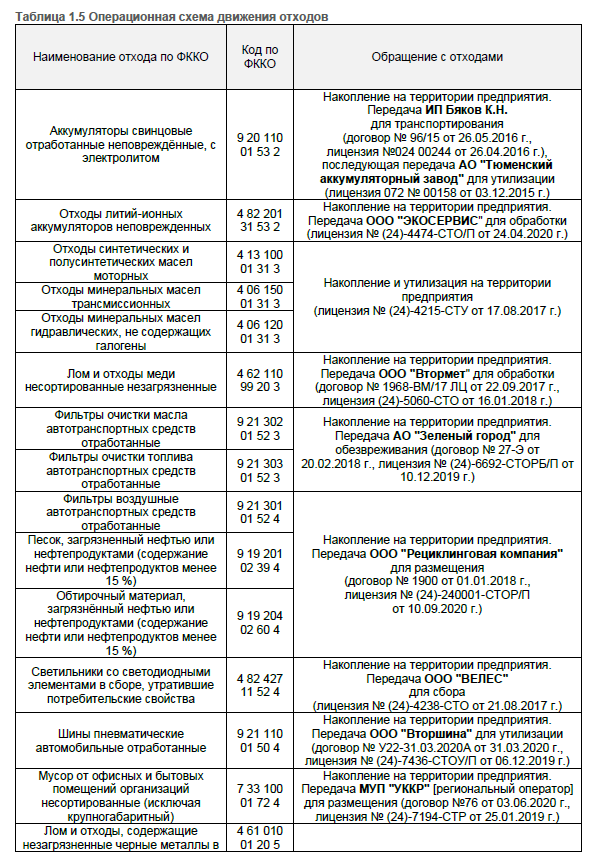 Таблица 1.5 Операционная схема движения отходов
Наименование отхода по ФККО
Код по
ФККО
Обращение с отходами
Аккумуляторы свинцовые
отработанные неповреждённые, с
электролитом
9 20 110
01 53 2
Накопление на территории предприятия.
Передача ИП Бяков К.Н.
для транспортирования
(договор № 96/15 от 26.05.2016 г.,
лицензия №024 00244 от 26.04.2016 г.),
последующая передача АО "Тюменский
аккумуляторный завод" для утилизации
(лицензия 072 № 00158 от 03.12.2015 г.)
Отходы литий-ионных
аккумуляторов неповрежденных
4 82 201
31 53 2
Накопление на территории предприятия.
Передача ООО "ЭКОСЕРВИС" для обработки
(лицензия № (24)-4474-СТО/П от 24.04.2020 г.)
Отходы синтетических и
полусинтетических масел
моторных
4 13 100
01 31 3
Отходы минеральных масел
трансмиссионных
4 06 150
01 31 3
Отходы минеральных масел
гидравлических, не содержащих
галогены
4 06 120
01 31 3
Накопление и утилизация на территории
предприятия
(лицензия № (24)-4215-СТУ от 17.08.2017 г.)
Лом и отходы меди
несортированные незагрязненные
4 62 110
99 20 3
Накопление на территории предприятия.
Передача ООО "Втормет" для обработки
(договор № 1968-ВМ/17 ЛЦ от 22.09.2017 г.,
лицензия (24)-5060-СТО от 16.01.2018 г.)
Фильтры очистки масла
автотранспортных средств
отработанные
9 21 302
01 52 3
Фильтры очистки топлива
автотранспортных средств
отработанные
9 21 303
01 52 3
Накопление на территории предприятия.
Передача АО "Зеленый город" для
обезвреживания (договор № 27-Э от
20.02.2018 г., лицензия № (24)-6692-СТОРБ/П от
10.12.2019 г.)
Фильтры воздушные
автотранспортных средств
отработанные
9 21 301
01 52 4
Песок, загрязненный нефтью или
нефтепродуктами (содержание
нефти или нефтепродуктов менее
15 %)
9 19 201
02 39 4
Обтирочный материал,
загрязнённый нефтью или
нефтепродуктами (содержание
нефти или нефтепродуктов менее
15 %)
9 19 204
02 60 4
Накопление на территории предприятия.
Передача ООО "Рециклинговая компания"
для размещения
(договор № 1900 от 01.01.2018 г.,
лицензия № (24)-240001-СТОР/П
от 10.09.2020 г.)
Светильники со светодиодными
элементами в сборе, утратившие
потребительские свойства
4 82 427
11 52 4
Накопление на территории предприятия.
Передача ООО "ВЕЛЕС"
для сбора
(лицензия № (24)-4238-СТО от 21.08.2017 г.)
Шины пневматические
автомобильные отработанные
9 21 110
01 50 4
Накопление на территории предприятия.
Передача ООО "Вторшина" для утилизации
(договор № У22-31.03.2020А от 31.03.2020 г.,
лицензия № (24)-7436-СТОУ/П от 06.12.2019 г.)
Мусор от офисных и бытовых
помещений организаций
несортированные (исключая
крупногабаритный)
7 33 100
01 72 4
Накопление на территории предприятия.
Передача МУП "УККР" [региональный оператор]
для размещения (договор №76 от 03.06.2020 г.,
лицензия № (24)-7194-СТР от 25.01.2019 г.)
Лом и отходы, содержащие
незагрязненные черные металлы в
4 61 010
01 20 5